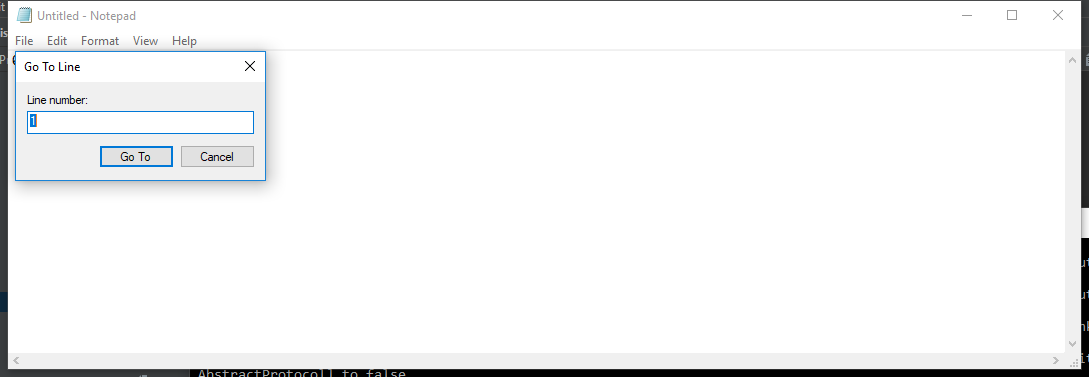 Untitled - Notepad
File Edit Format View Help
Go To Line
Line number:
1
Go To Cancel
AbstractProtocol] to false